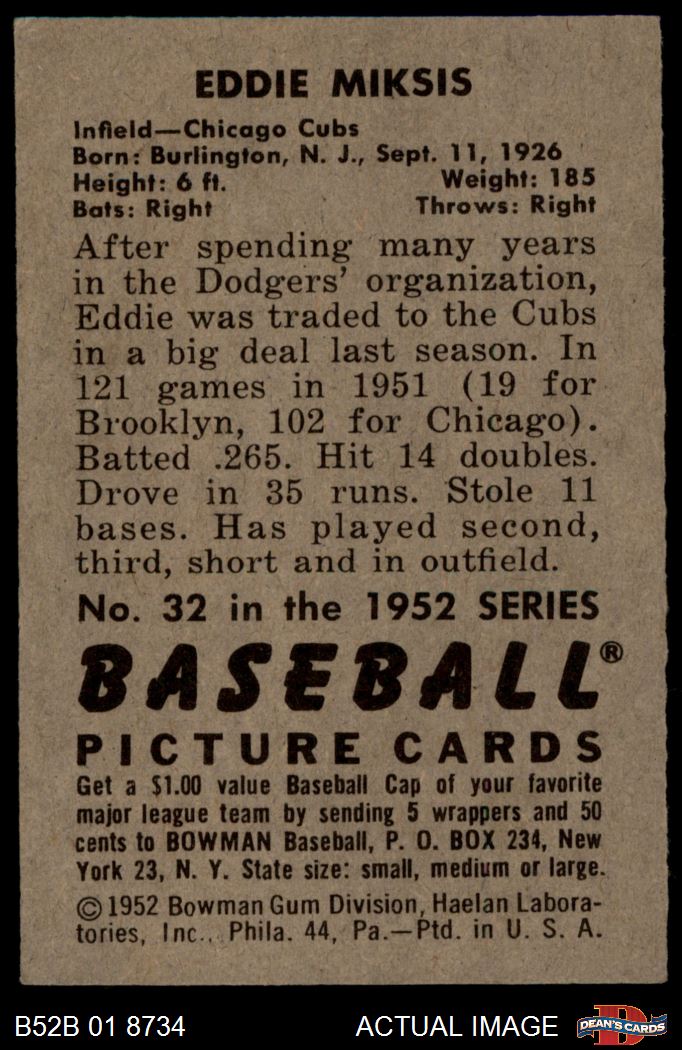 EDDIE MIKSIS
Infield—Chicago Cubs
Born: Burlington, N. J., Sept. 11, 1926
Height: 6 ft. Weight: 185
Bats: Right Throws: Right
After spending many years
in the Dodgers' organization,
Eddie was traded to the Cubs
in a big deal last season. In
121 games in 1951 (19 for
Brooklyn, 102 for Chicago).
Batted .265. Hit 14 doubles.
Drove in 35 runs. Stole 11
bases. Has played second,
third, short and in outfield.
No. 32 in the 1952 SERIES
BASEBALL®
PICTURE CARDS
Get a $1.00 value Baseball Cap of your favorite
major league team by sending 5 wrappers and 50
cents to BOWMAN Baseball, P. O. BOX 234, New
York 23, N. Y. State size: small, medium or large.
©1952 Bowman Gum Division, Haelan Labora-
tories, Inc., Phila. 44, Pa.—Ptd. in U. S. A.
B52B 01 8734 ACTUAL IMAGE D DEAN'S CARDS